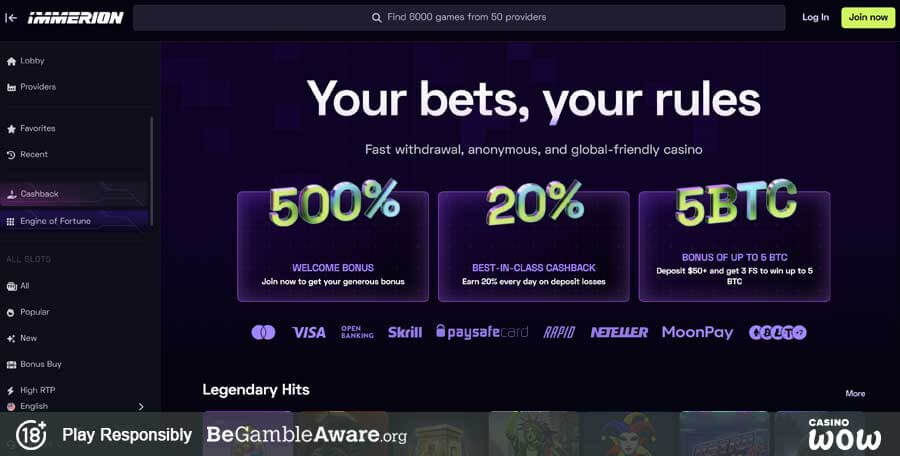 IMMERION
Find 6000 games from 50 providers
Log In
Join now
Lobby
Providers
Favorites
Recent
Cashback
Engine of Fortune
ALL SLOTS
All
Popular
New
Bonus Buy
High RTP
English
Your bets, your rules
Fast withdrawal, anonymous, and global-friendly casino
500%
WELCOME BONUS
Join now to get your generous bonus
20%
BEST-IN-CLASS CASHBACK
Earn 20% every day on deposit losses
5BTC
BONUS OF UP TO 5 BTC
Deposit $50+ and get 3 FS to win up to 5
BTC
VISA
OPEN
BANKING
Skrill
paysafecard
RAPID
NETELLER
MoonPay
+7
Legendary Hits
More
18+
Play Responsibly
BeGambleAware.org
CASINO
WOW